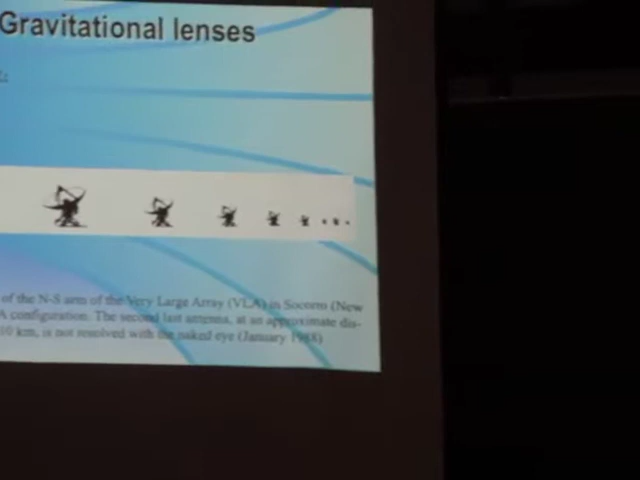 Gravitational lenses
of the N-S arm of the Very Large Array (VLA) in Socorro (New
A configuration. The second last antenna, at an approximate dis-
10 km, is not resolved with the naked eye (January 1988)